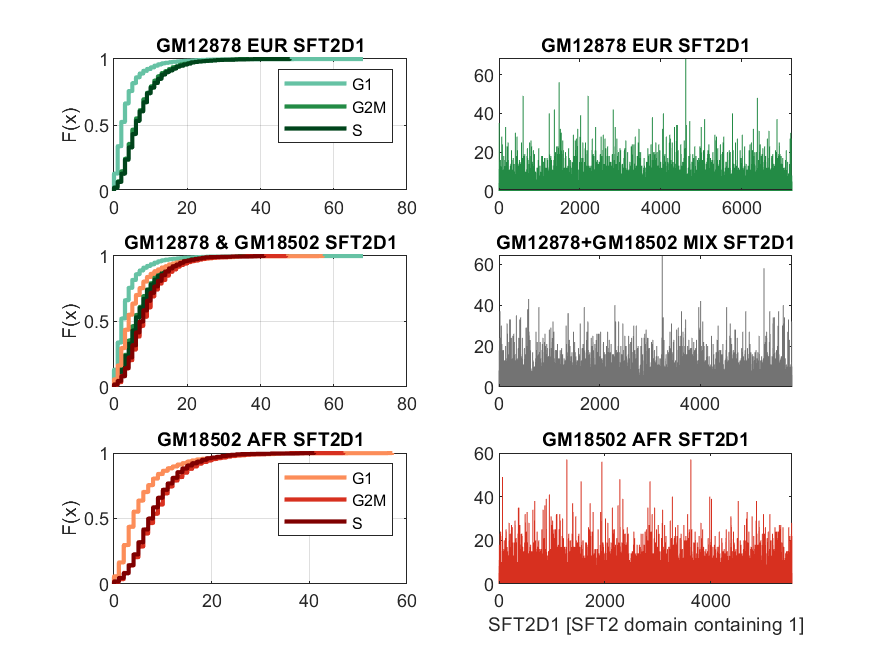 GM12878 EUR SFT2D1
F(x)
1
0.5
0
0 20 40 60 80
G1
G2M
S
GM12878 EUR SFT2D1
60
40
20
0
0 2000 4000 6000
GM12878 & GM18502 SFT2D1
F(x)
1
0.5
0
0 20 40 60 80
GM12878+GM18502 MIX SFT2D1
60
40
20
0
0 2000 4000
GM18502 AFR SFT2D1
F(x)
1
0.5
0
0 20 40 60
G1
G2M
S
GM18502 AFR SFT2D1
60
40
20
0
0 2000 4000
SFT2D1 [SFT2 domain containing 1]